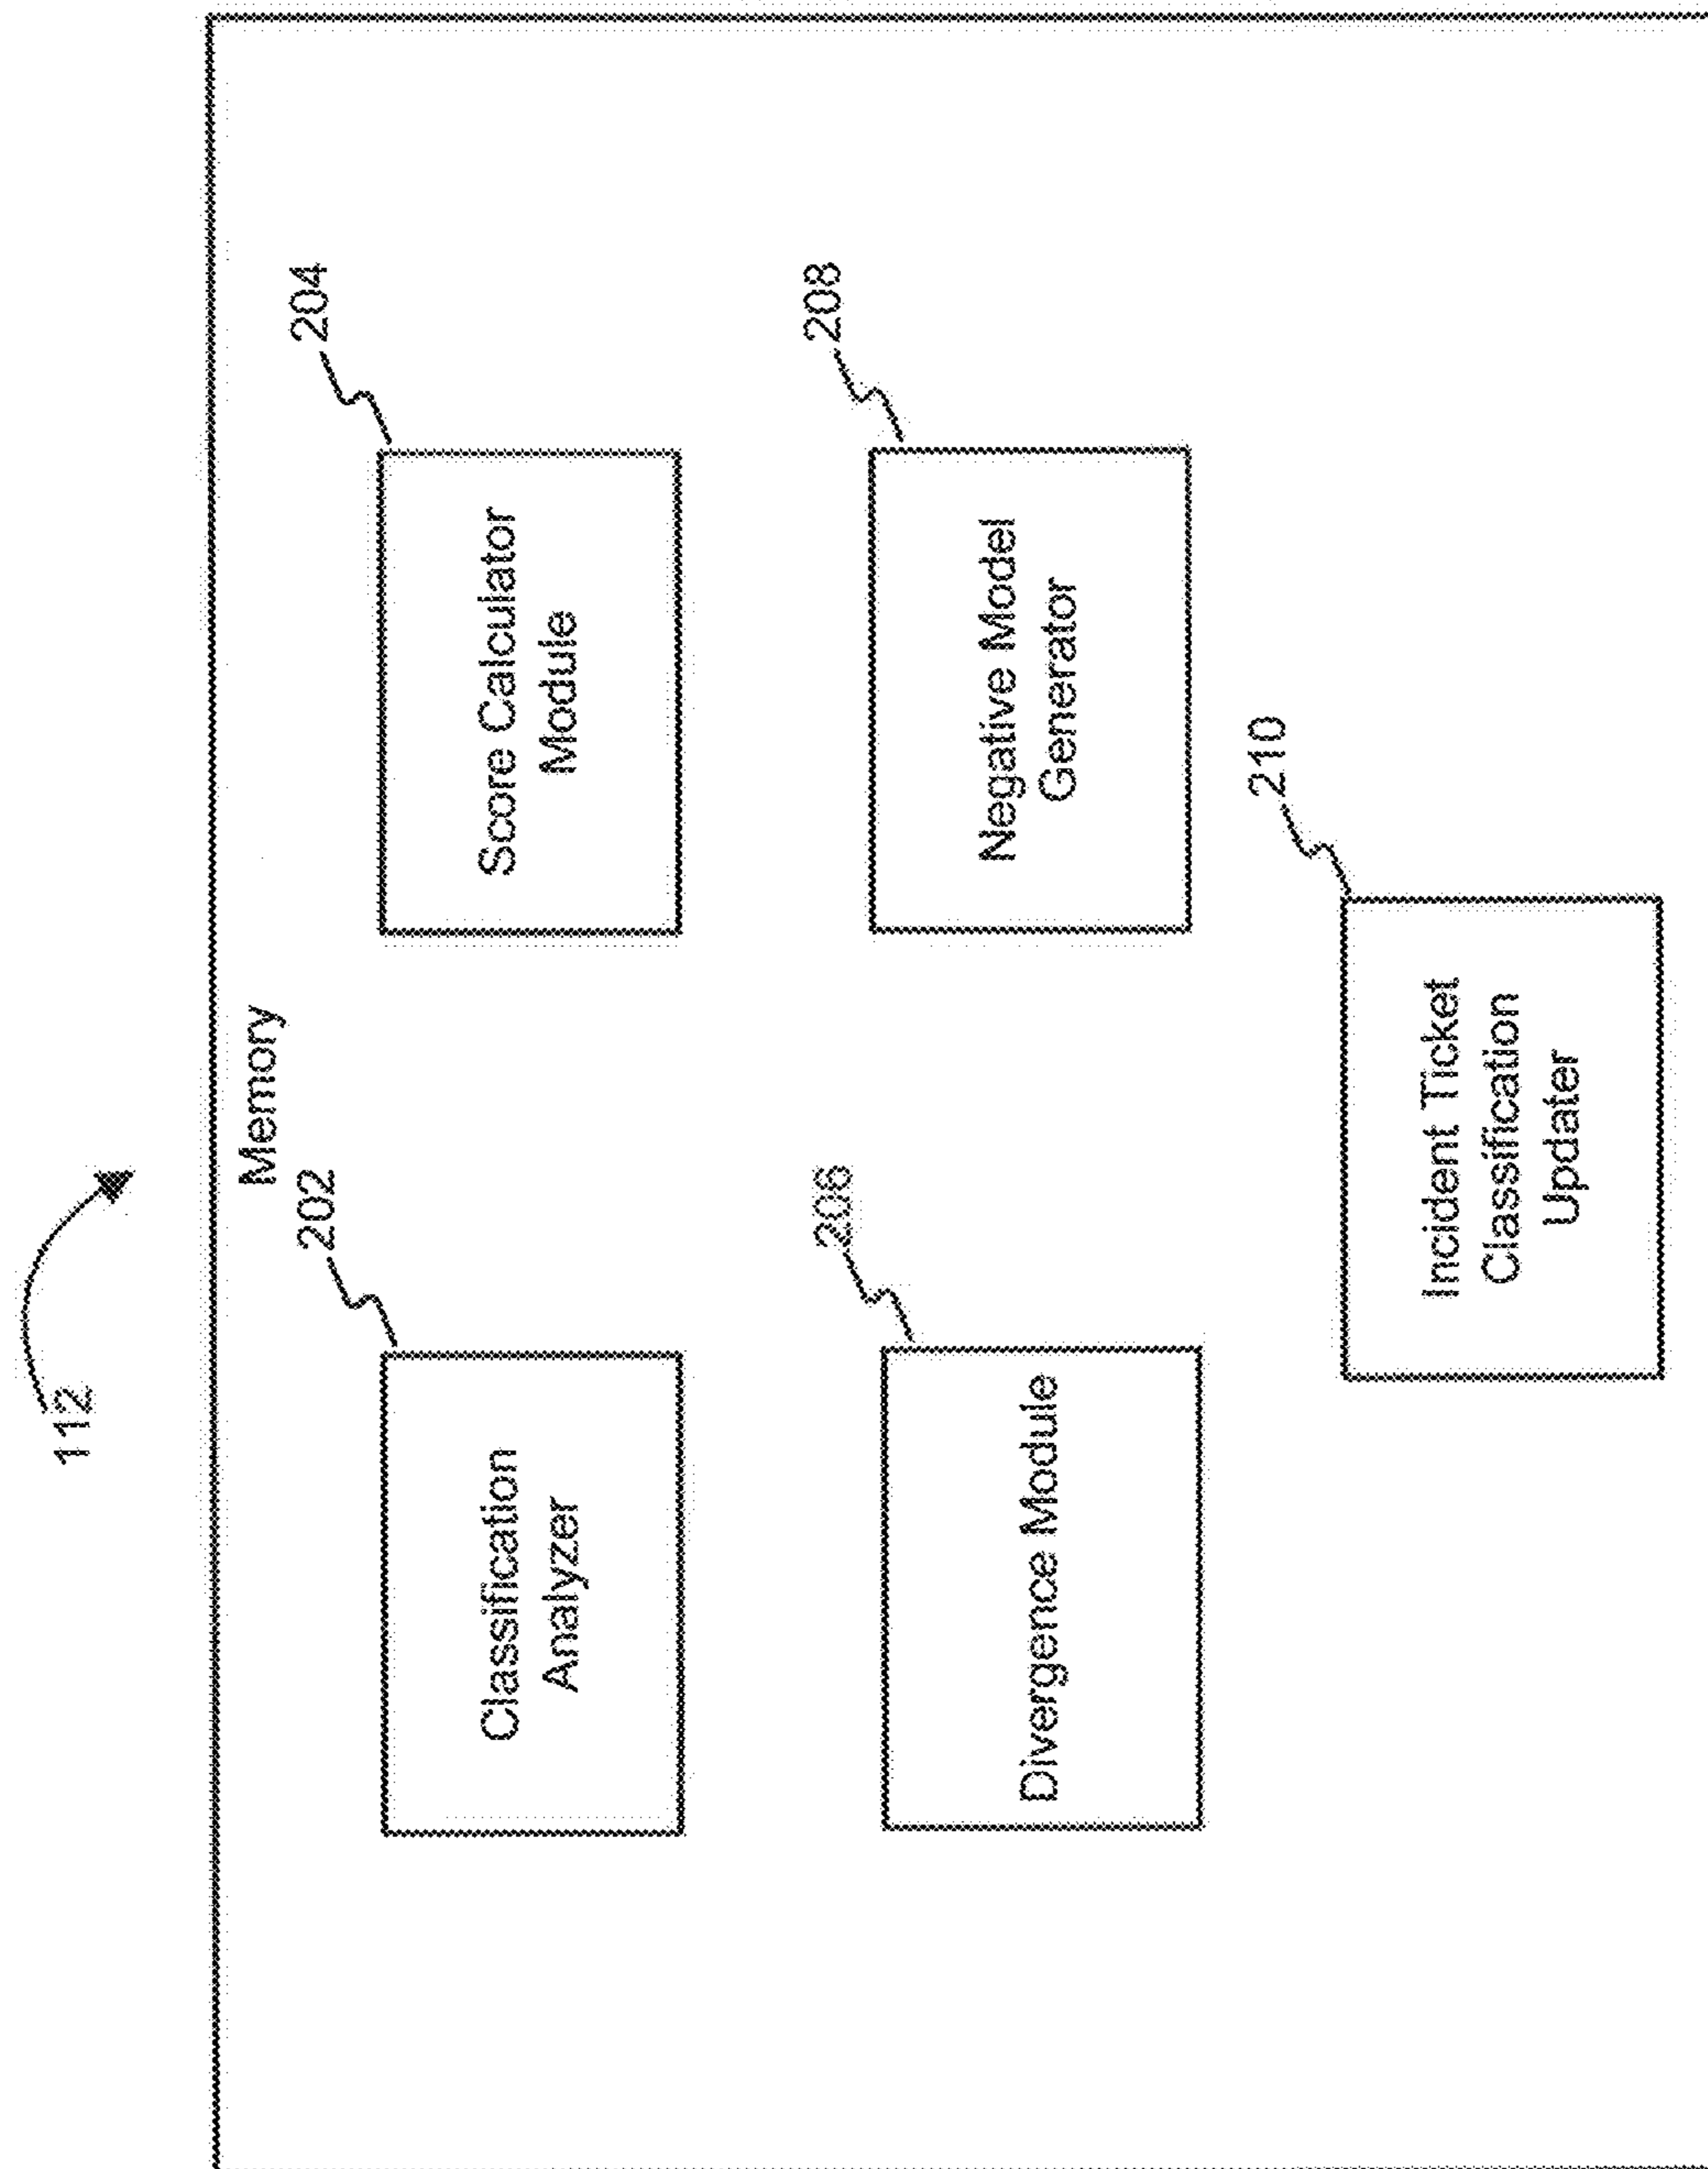 112
Memory
202
204
Classification
Analyzer
Score Calculator
Module
206
208
Divergence Module
Negative Model
Generator
210
Incident Ticket
Classification
Updater